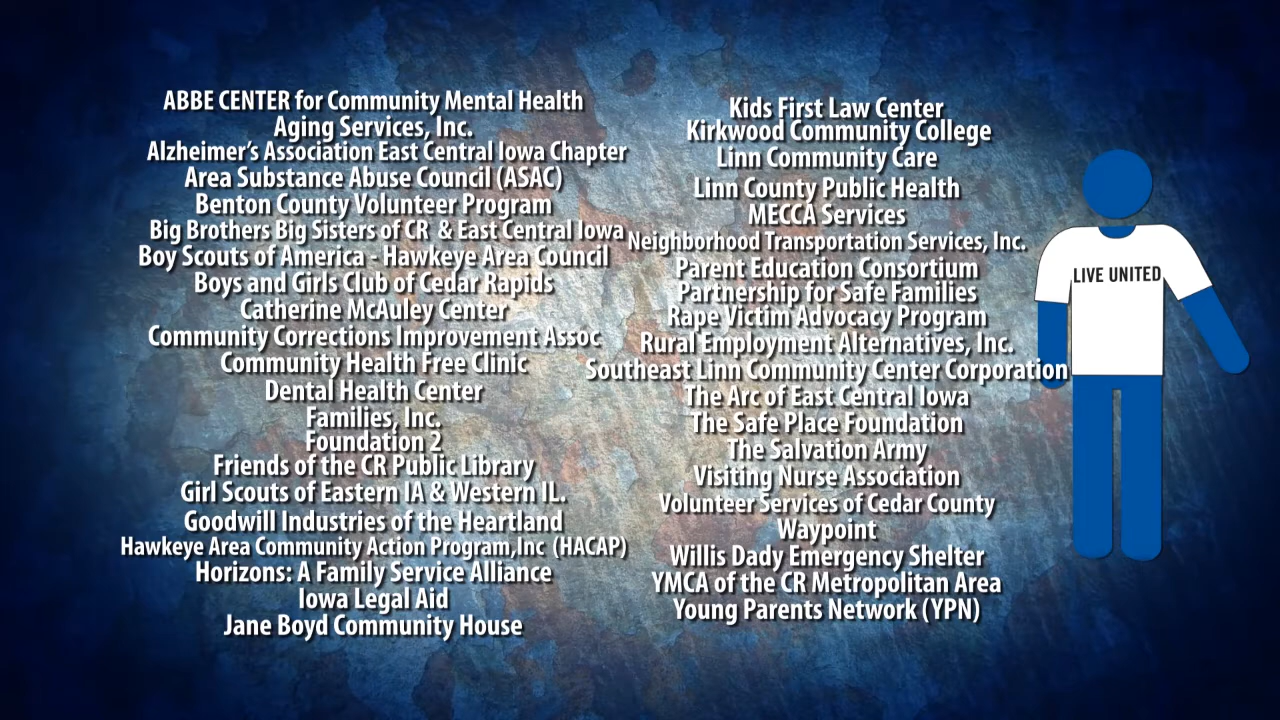 ABBE CENTER for Community Mental Health
Aging Services, Inc.
Alzheimer's Association East Central Iowa Chapter
Area Substance Abuse Council (ASAC)
Benton County Volunteer Program
Big Brothers Big Sisters of CR & East Central Iowa
Boy Scouts of America - Hawkeye Area Council
Boys and Girls Club of Cedar Rapids
Catherine McAuley Center
Community Corrections Improvement Assoc
Community Health Free Clinic
Dental Health Center
Families, Inc.
Foundation 2
Friends of the CR Public Library
Girl Scouts of Eastern IA & Western IL.
Goodwill Industries of the Heartland
Hawkeye Area Community Action Program,Inc (HACAP)
Horizons: A Family Service Alliance
Iowa Legal Aid
Jane Boyd Community House
Kids First Law Center
Kirkwood Community College
Linn Community Care
Linn County Public Health
MECCA Services
Neighborhood Transportation Services, Inc.
Parent Education Consortium
Partnership for Safe Families
Rape Victim Advocacy Program
Rural Employment Alternatives, Inc.
Southeast Linn Community Center Corporation
The Arc of East Central Iowa
The Safe Place Foundation
The Salvation Army
Visiting Nurse Association
Volunteer Services of Cedar County
Waypoint
Willis Dady Emergency Shelter
YMCA of the CR Metropolitan Area
Young Parents Network (YPN)
LIVE UNITED